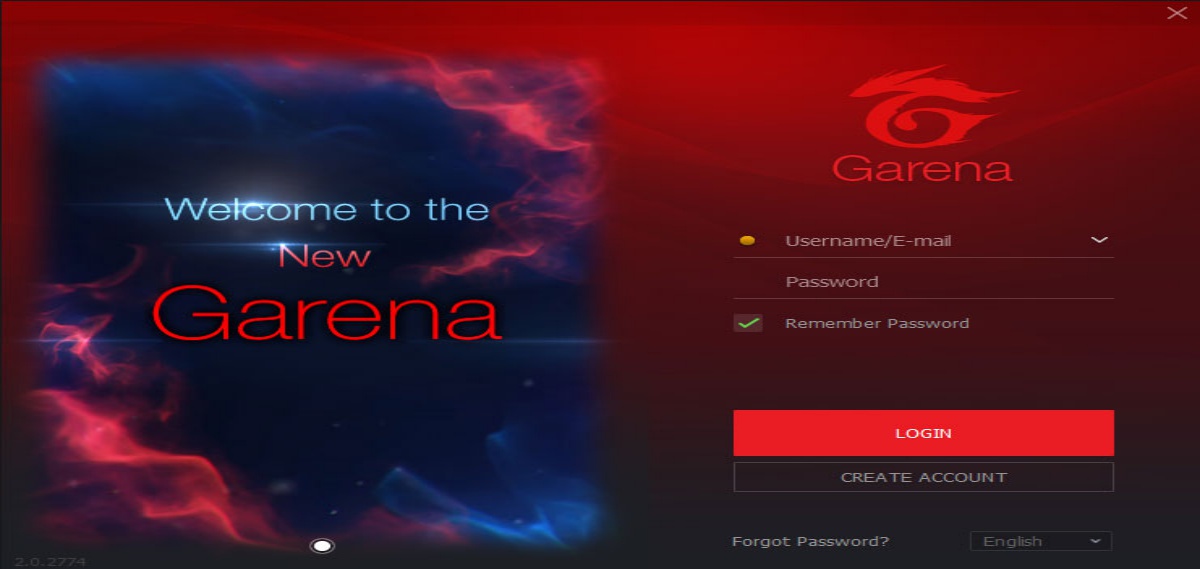 Welcome to the
New
Garena
Garena
Username/E-mail
Password
Remember Password
LOGIN
CREATE ACCOUNT
Forgot Password?
English
2.0.2774